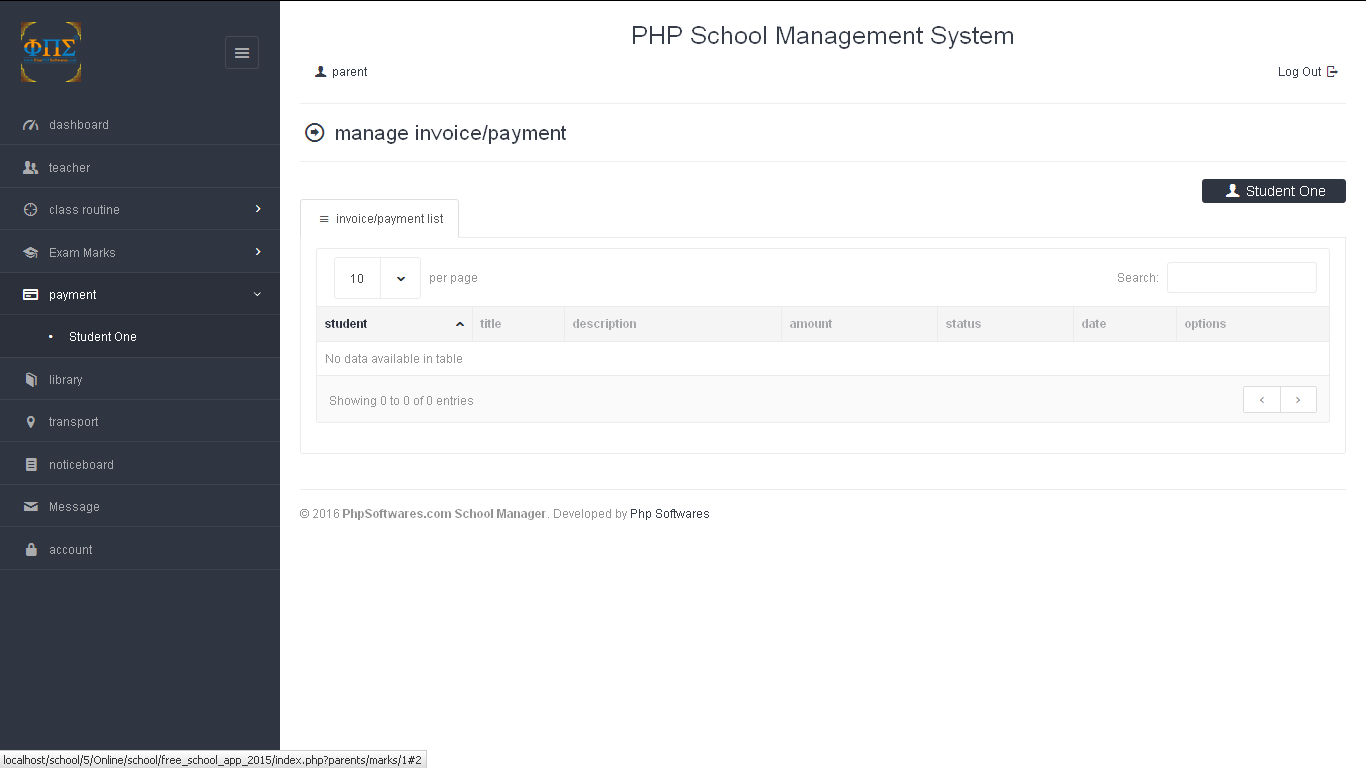 ΦΠΣ
dashboard
teacher
class routine
Exam Marks
payment
Student One
library
transport
noticeboard
Message
account
PHP School Management System
parent
Log Out
manage invoice/payment
Student One
invoice/payment list
10 per page Search:
student title description amount status date options
No data available in table
Showing 0 to 0 of 0 entries
© 2016 PhpSoftwares.com School Manager. Developed by Php Softwares
localhost/school/5/Online/school/free_school_app_2015/index.php?parents/marks/1#2